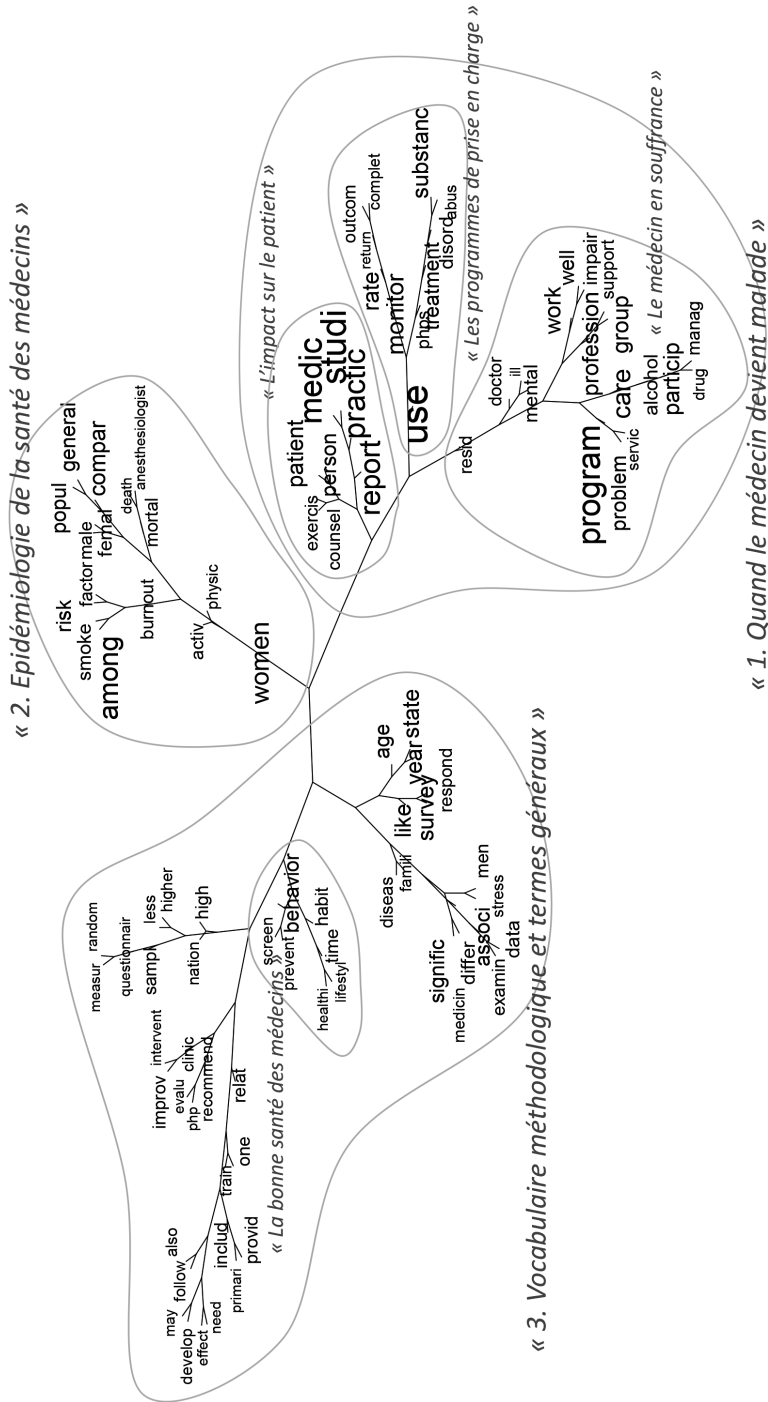 « 2. Epidémiologie de la santé des médecins »
popul
general
compar
femal
male
factor
risk
smoke
among
burnout
mortal
death
anesthesiologist
activ
physic
women
« L'impact sur le patient »
patient
medic
studi
practic
person
exercis
counsel
report
« Les programmes de prise en charge »
outcom
complet
return
rate
monitor
substanc
abus
disord
treatment
phps
use
« Le médecin en souffrance »
resid
doctor
ill
mental
work
well
impair
support
profession
group
care
alcohol
particip
drug
manag
program
problem
servic
« 1. Quand le médecin devient malade »
measur
random
questionnair
sampl
less
higher
high
nation
improv
intervent
clinic
evalu
php
recommend
relat
one
train
includ
provid
primari
also
follow
may
develop
effect
need
« La bonne santé des médecins »
screen
prevent
behavior
habit
time
healthi
lifestyl
age
state
year
respond
survey
like
famili
diseas
men
stress
associ
data
examin
differ
signific
medicin
« 3. Vocabulaire méthodologique et termes généraux »